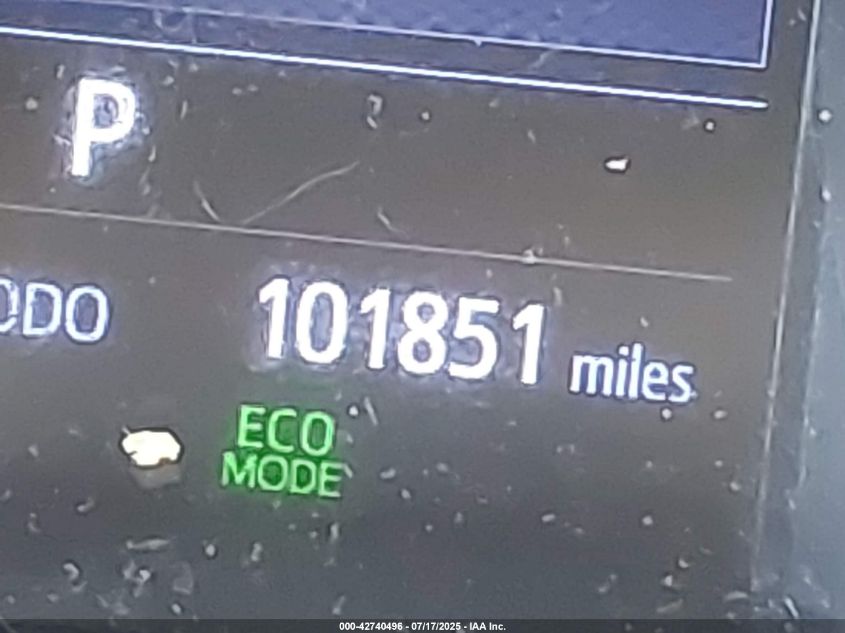 P
ODO 101851 miles
ECO
MODE
000-42740496 - 07/17/2025 - IAA Inc.